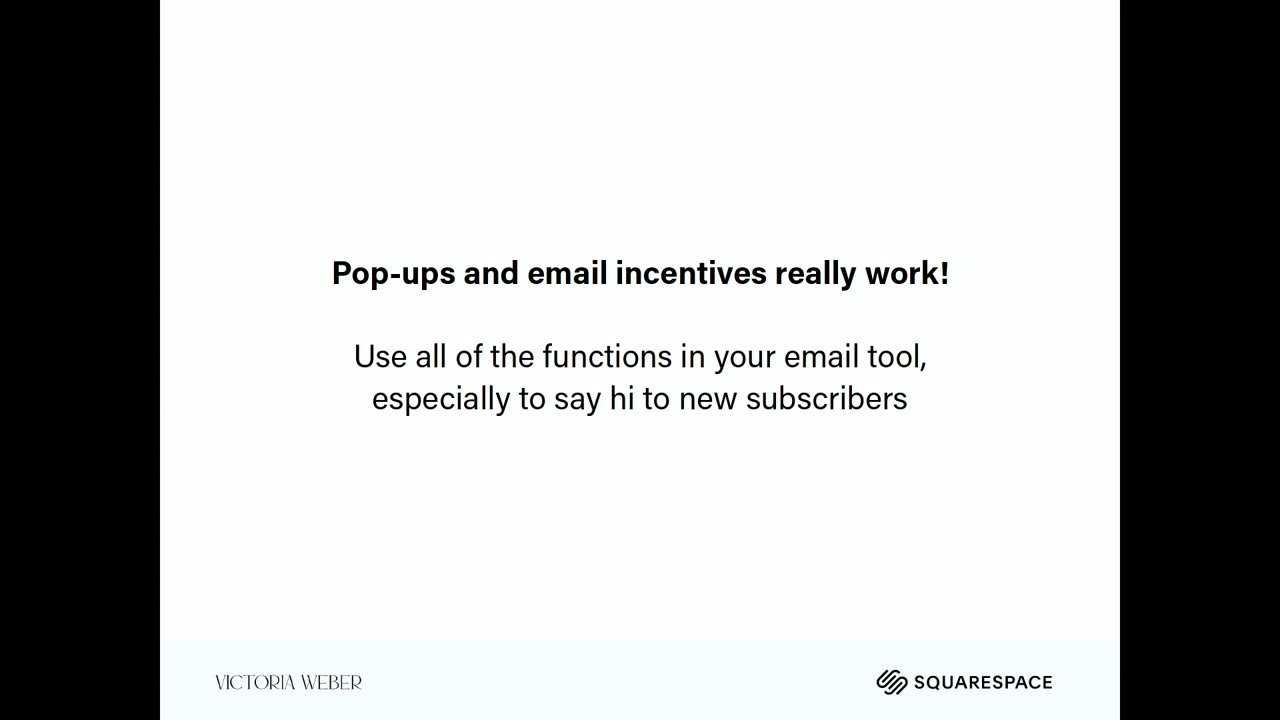 Pop-ups and email incentives really work!
Use all of the functions in your email tool,
especially to say hi to new subscribers
VICTORIA WEBER
SQUARESPACE